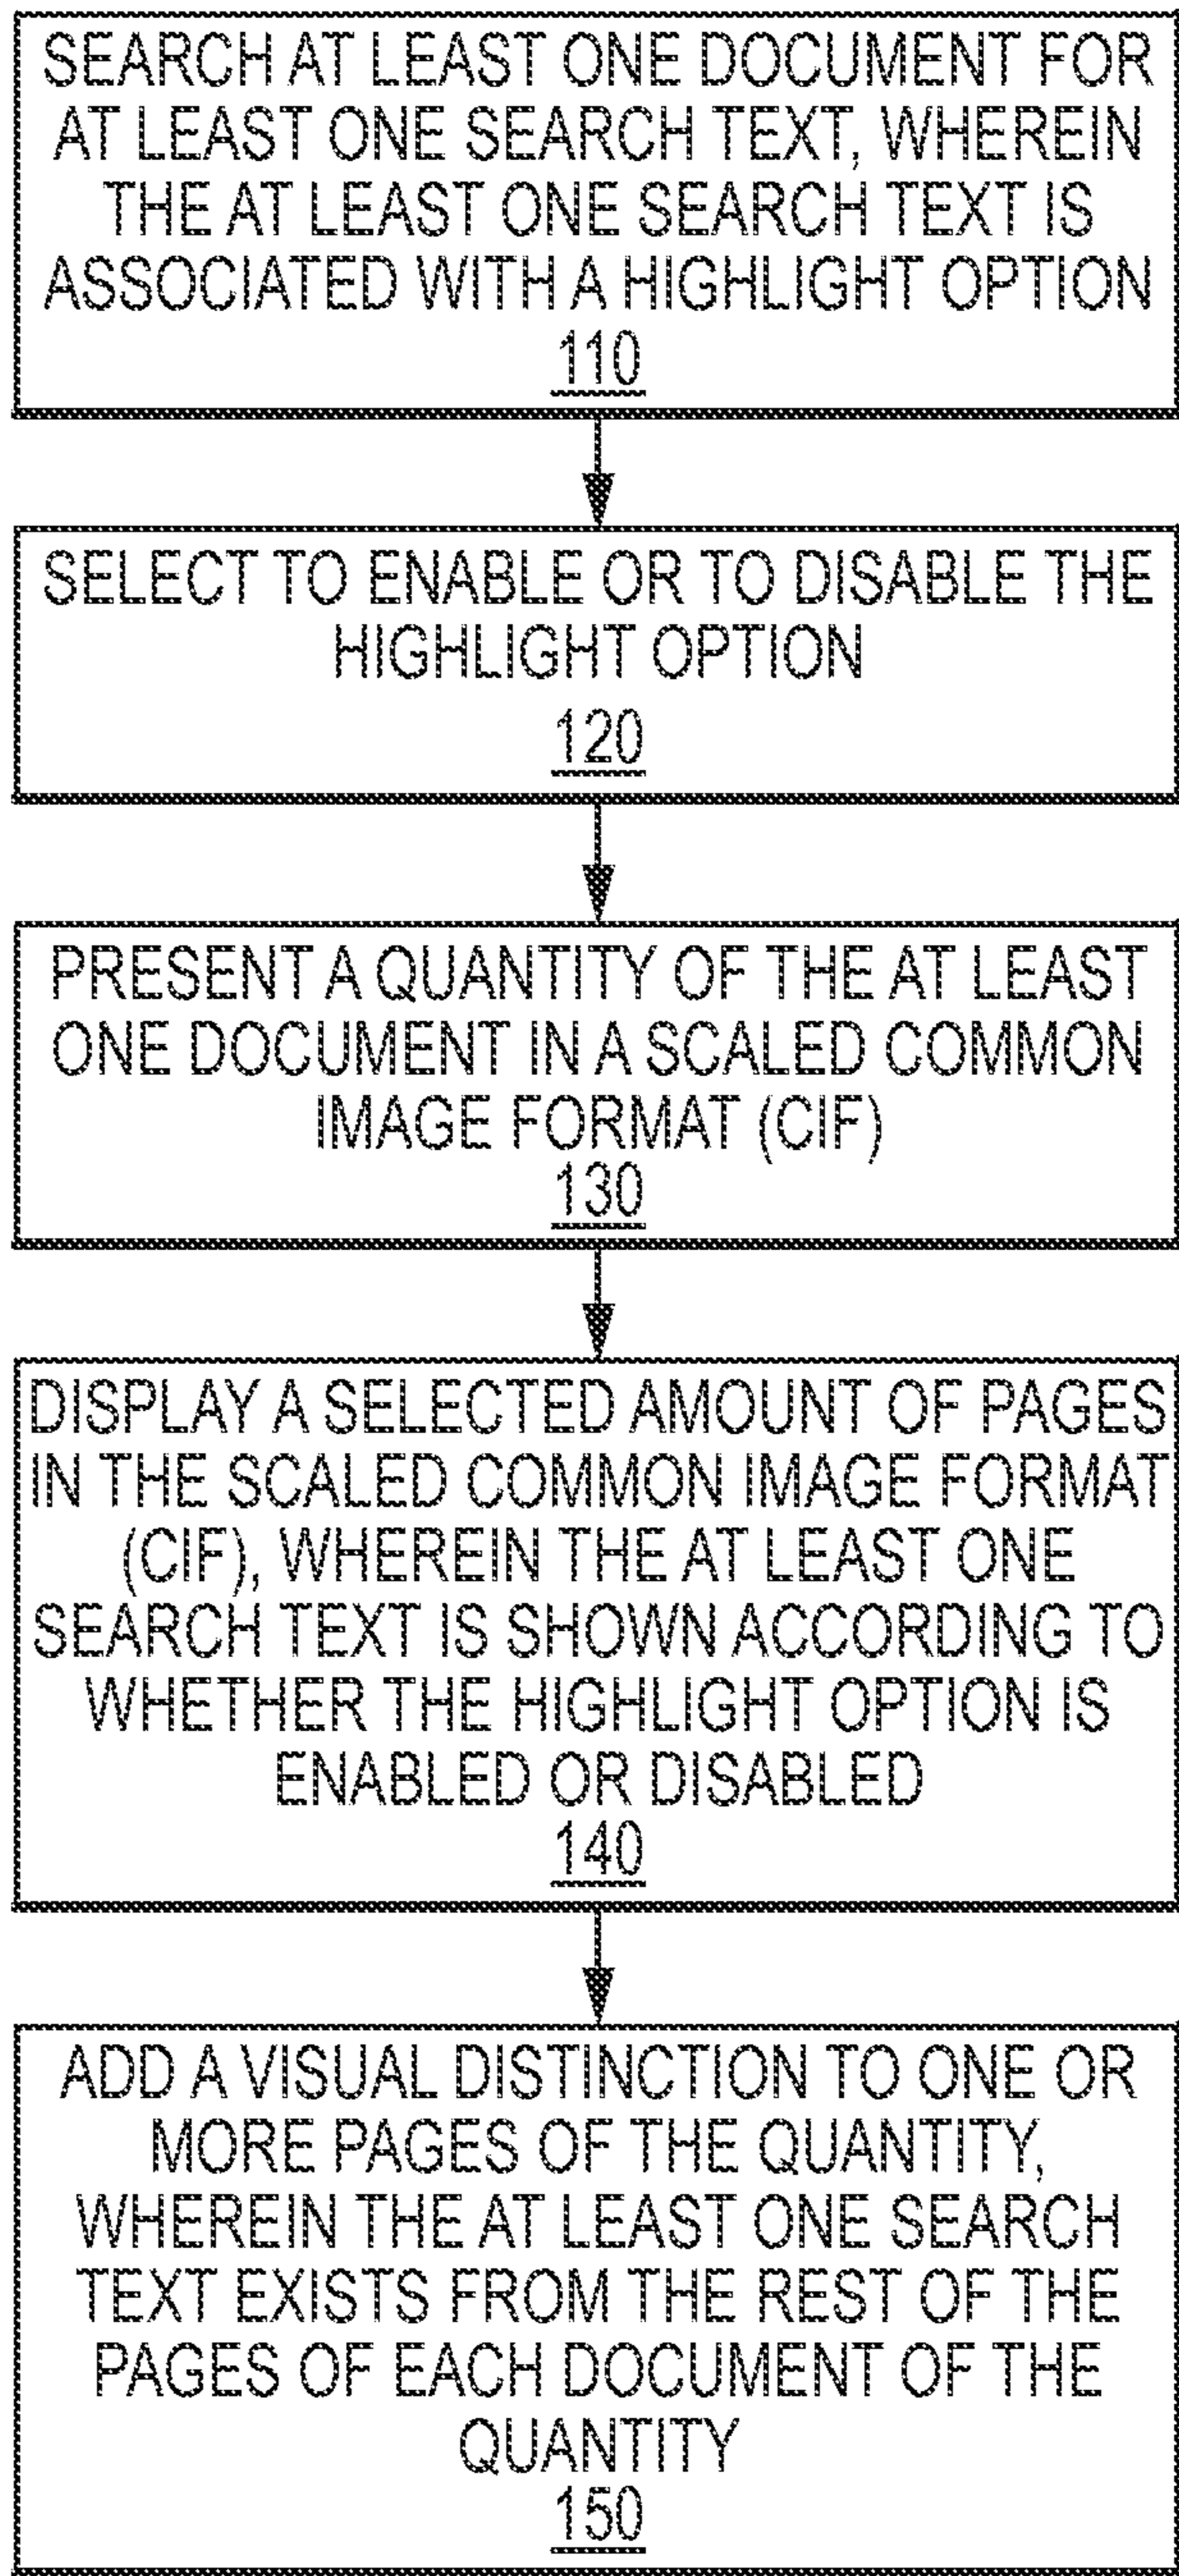 SEARCH AT LEAST ONE DOCUMENT FOR
AT LEAST ONE SEARCH TEXT, WHEREIN
THE AT LEAST ONE SEARCH TEXT IS
ASSOCIATED WITH A HIGHLIGHT OPTION
110
SELECT TO ENABLE OR TO DISABLE THE
HIGHLIGHT OPTION
120
PRESENT A QUANTITY OF THE AT LEAST
ONE DOCUMENT IN A SCALED COMMON
IMAGE FORMAT (CIF)
130
DISPLAY A SELECTED AMOUNT OF PAGES
IN THE SCALED COMMON IMAGE FORMAT
(CIF), WHEREIN THE AT LEAST ONE
SEARCH TEXT IS SHOWN ACCORDING TO
WHETHER THE HIGHLIGHT OPTION IS
ENABLED OR DISABLED
140
ADD A VISUAL DISTINCTION TO ONE OR
MORE PAGES OF THE QUANTITY,
WHEREIN THE AT LEAST ONE SEARCH
TEXT EXISTS FROM THE REST OF THE
PAGES OF EACH DOCUMENT OF THE
QUANTITY
150